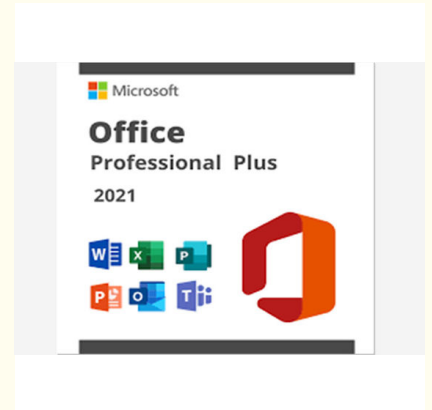 Microsoft
Office
Professional Plus
2021
W X P
P O T